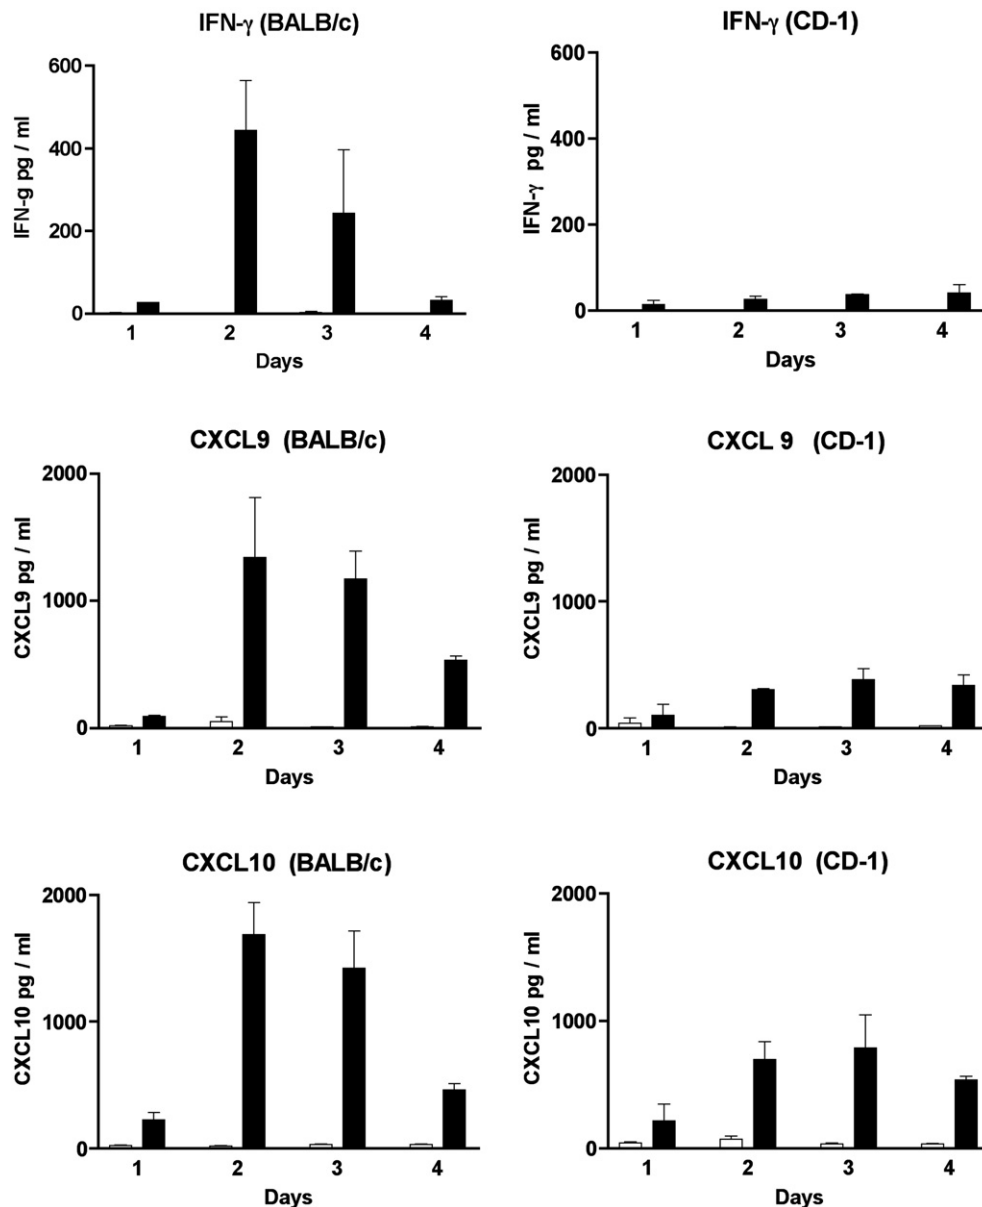 IFN-γ (BALB/c)
IFN-g pg / ml
600
400
200
0
1 2 3 4
Days
IFN-γ (CD-1)
IFN-γ pg / ml
600
400
200
0
1 2 3 4
Days
CXCL9 (BALB/c)
CXCL9 pg / ml
2000
1000
0
1 2 3 4
Days
CXCL 9 (CD-1)
CXCL9 pg / ml
2000
1000
0
1 2 3 4
Days
CXCL10 (BALB/c)
CXCL10 pg / ml
2000
1000
0
1 2 3 4
Days
CXCL10 (CD-1)
CXCL10 pg / ml
2000
1000
0
1 2 3 4
Days